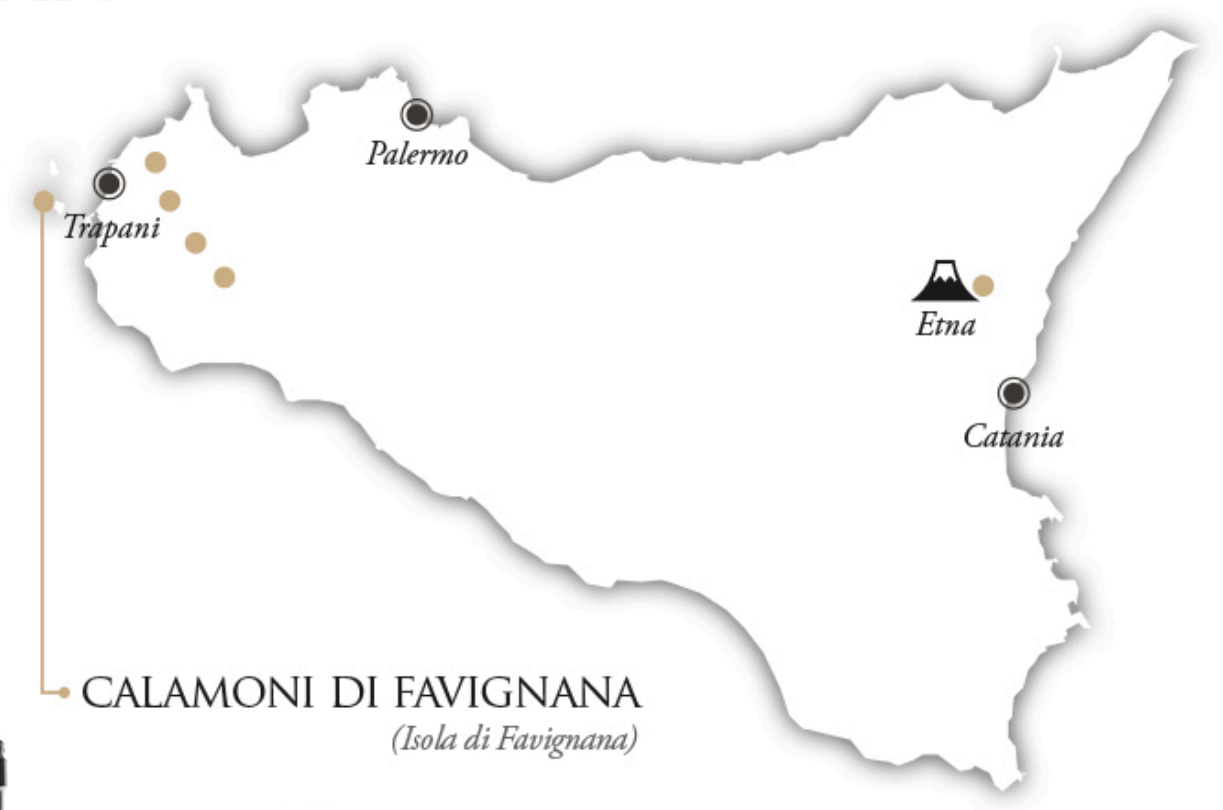 Palermo
Trapani
Etna
Catania
CALAMONI DI FAVIGNANA
(Isola di Favignana)